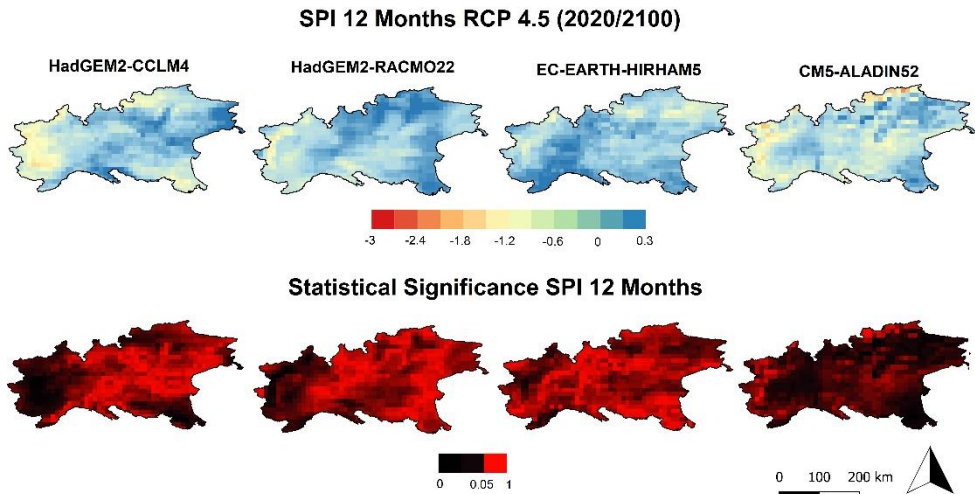 SPI 12 Months RCP 4.5 (2020/2100)
HadGEM2-CCLM4 HadGEM2-RACMO22 EC-EARTH-HIRHAM5 CM5-ALADIN52
-3 -2.4 -1.8 -1.2 -0.6 0 0.3
Statistical Significance SPI 12 Months
0 0.05 1
0 100 200 km